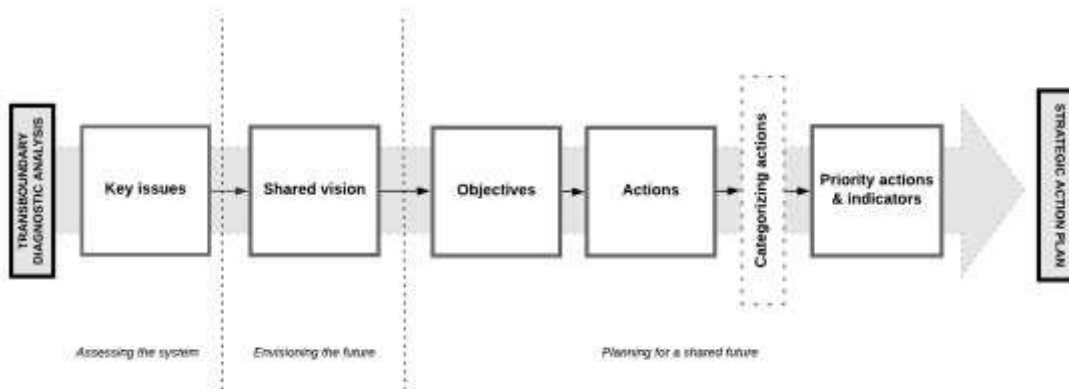 TRANSBOUNDARY
DIAGNOSTIC ANALYSIS
Key issues
Shared vision
Objectives
Actions
Categorizing actions
Priority actions
& indicators
STRATEGIC ACTION PLAN
Assessing the system
Envisioning the future
Planning for a shared future